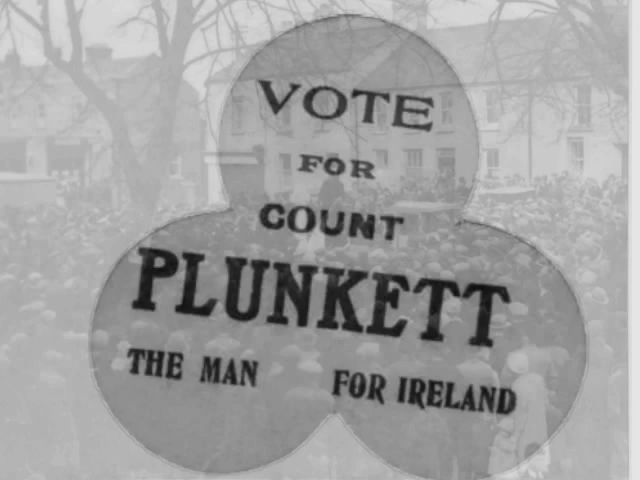 VOTE
FOR
COUNT
PLUNKETT
THE MAN FOR IRELAND